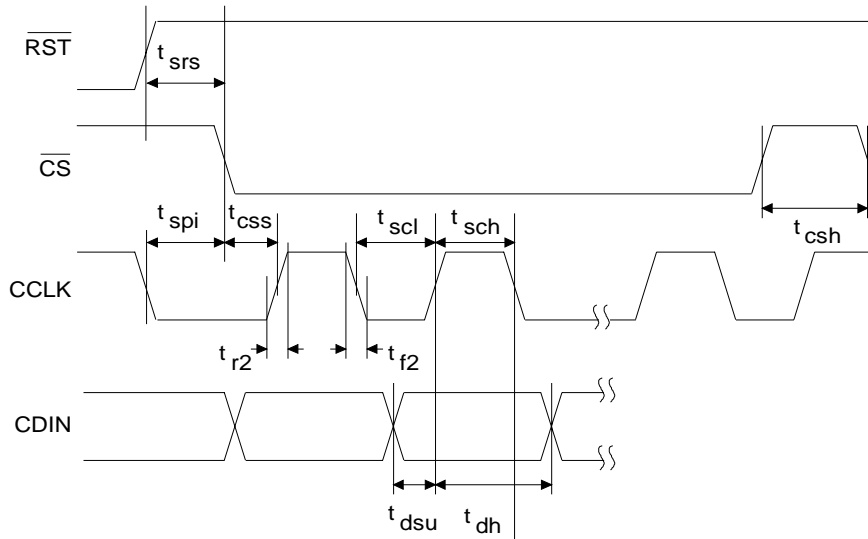 RST
t srs
CS
t spi
t css
t scl
t sch
t csh
CCLK
t r2
t f2
CDIN
t dsu
t dh